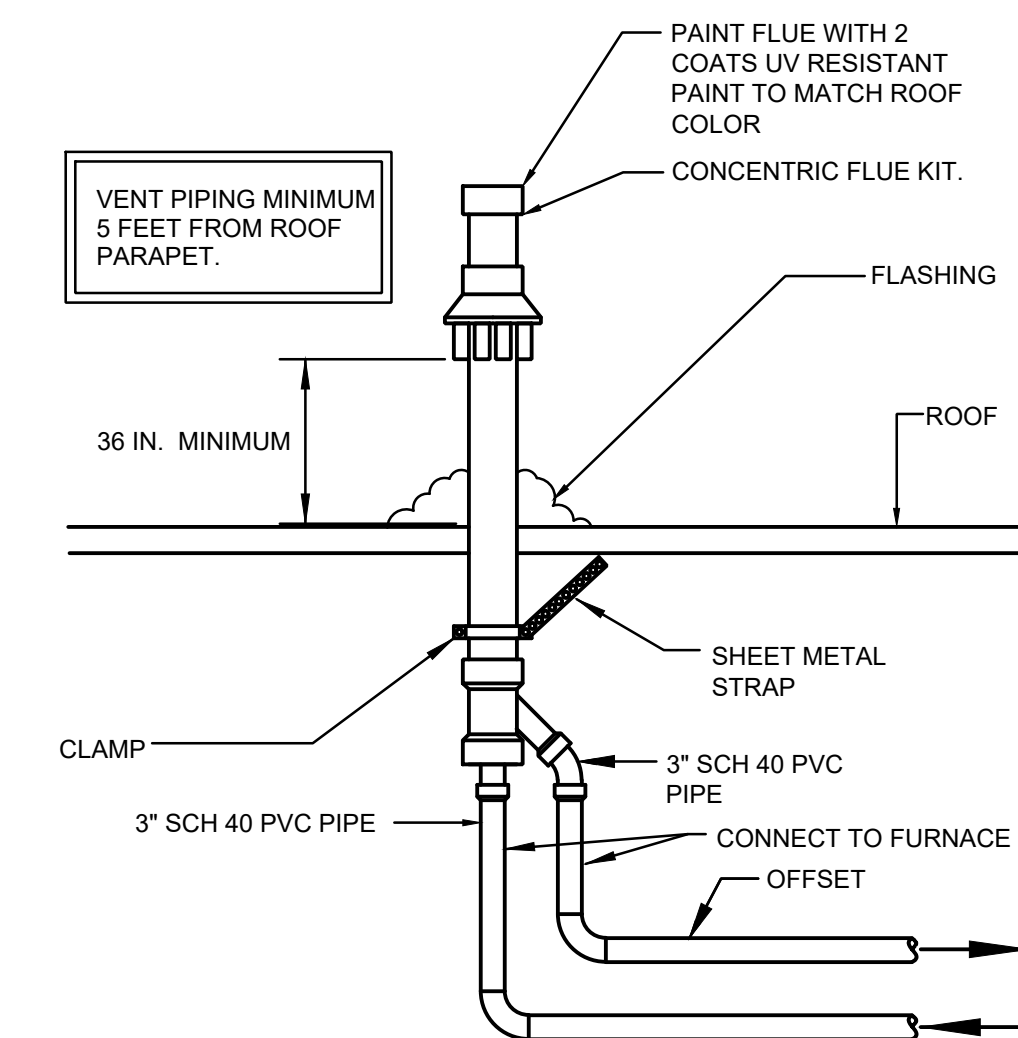 PAINT FLUE WITH 2
COATS UV RESISTANT
PAINT TO MATCH ROOF
COLOR
CONCENTRIC FLUE KIT.
VENT PIPING MINIMUM
5 FEET FROM ROOF
PARAPET.
FLASHING
ROOF
36 IN. MINIMUM
SHEET METAL
STRAP
CLAMP
3" SCH 40 PVC
PIPE
3" SCH 40 PVC PIPE
CONNECT TO FURNACE
OFFSET